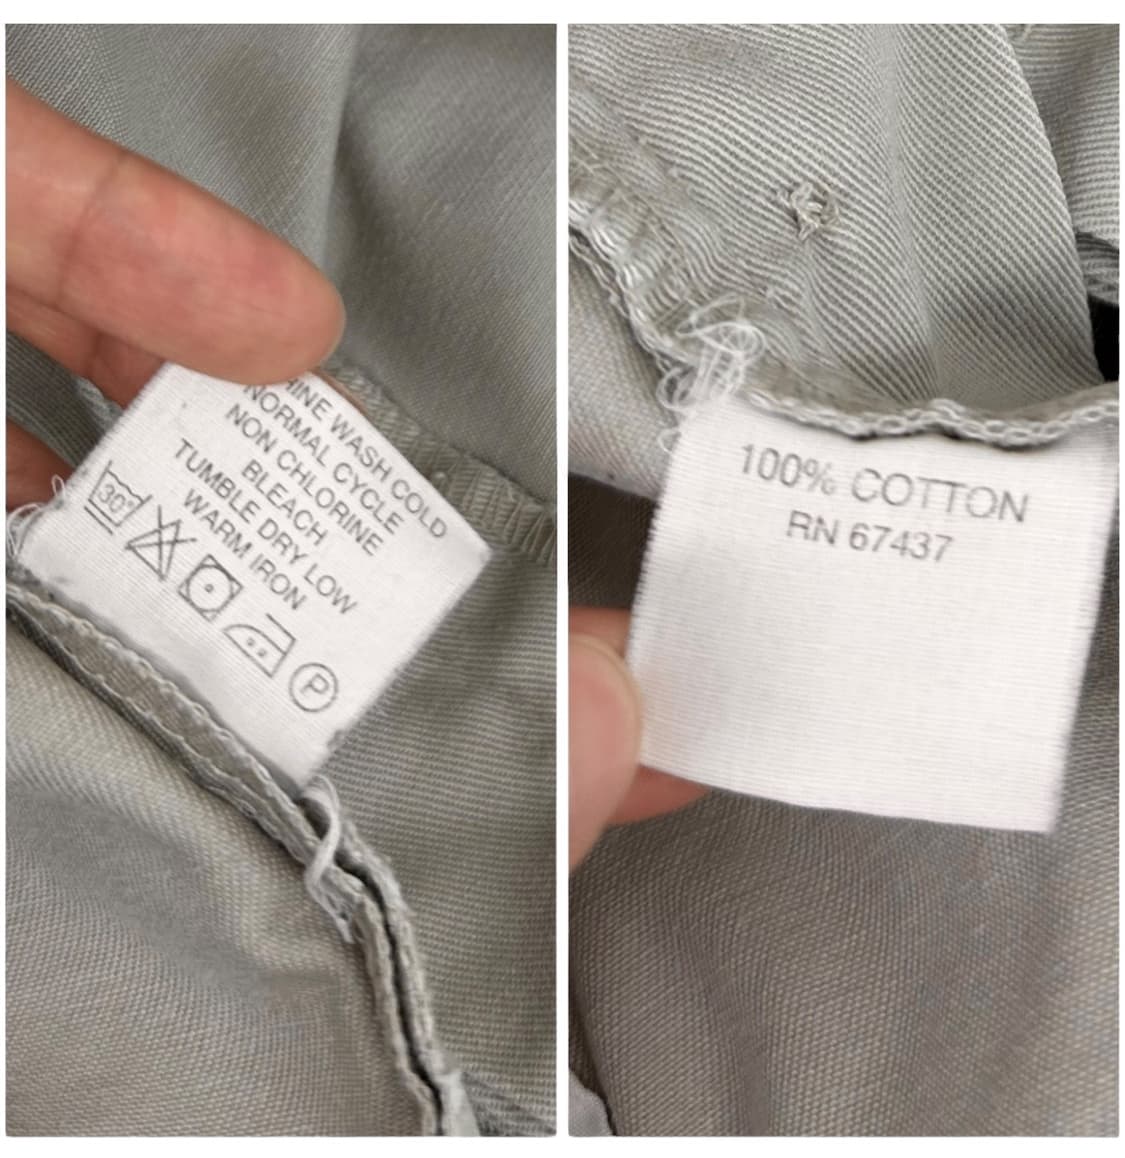 HINE WASH COLD
NORMAL CYCLE
NON CHLORINE
BLEACH
TUMBLE DRY LOW
WARM IRON
30°
P
100% COTTON
RN 67437